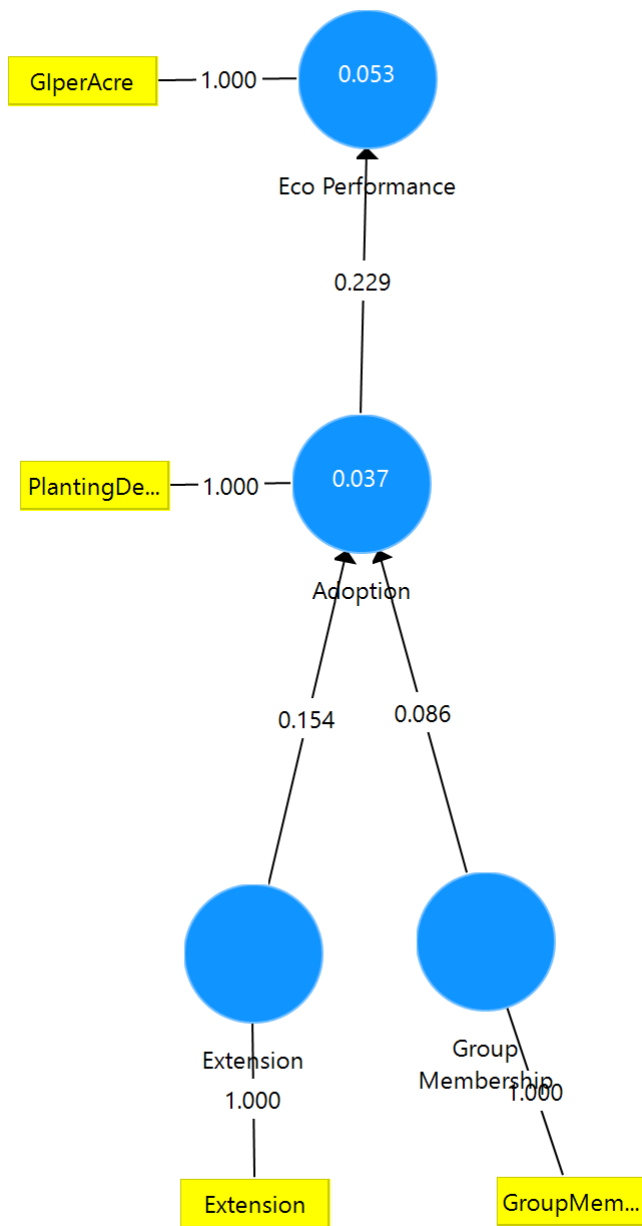 GIperAcre
1.000
0.053
Eco Performance
0.229
PlantingDe...
1.000
0.037
Adoption
0.154
0.086
Extension
Group
Membership
1.000
1.000
Extension
GroupMem...